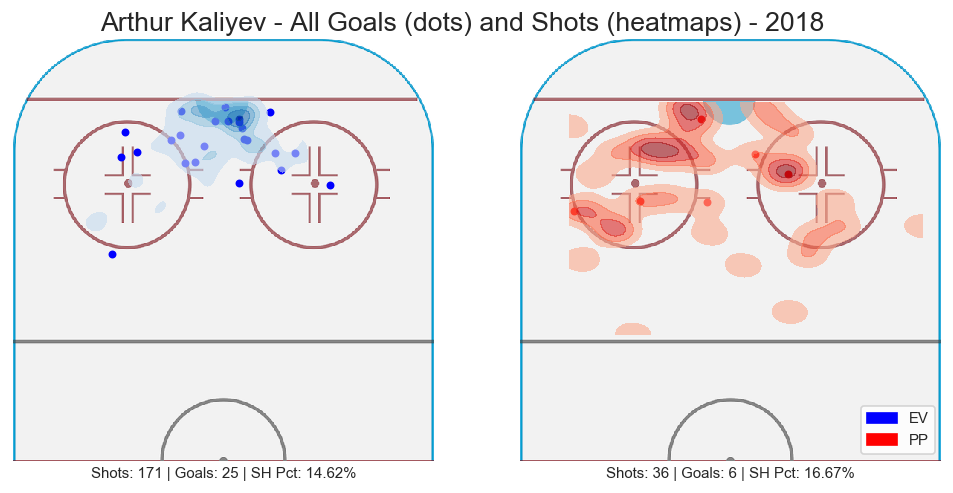 Arthur Kaliyev - All Goals (dots) and Shots (heatmaps) - 2018
EV
PP
Shots: 171 | Goals: 25 | SH Pct: 14.62%
Shots: 36 | Goals: 6 | SH Pct: 16.67%